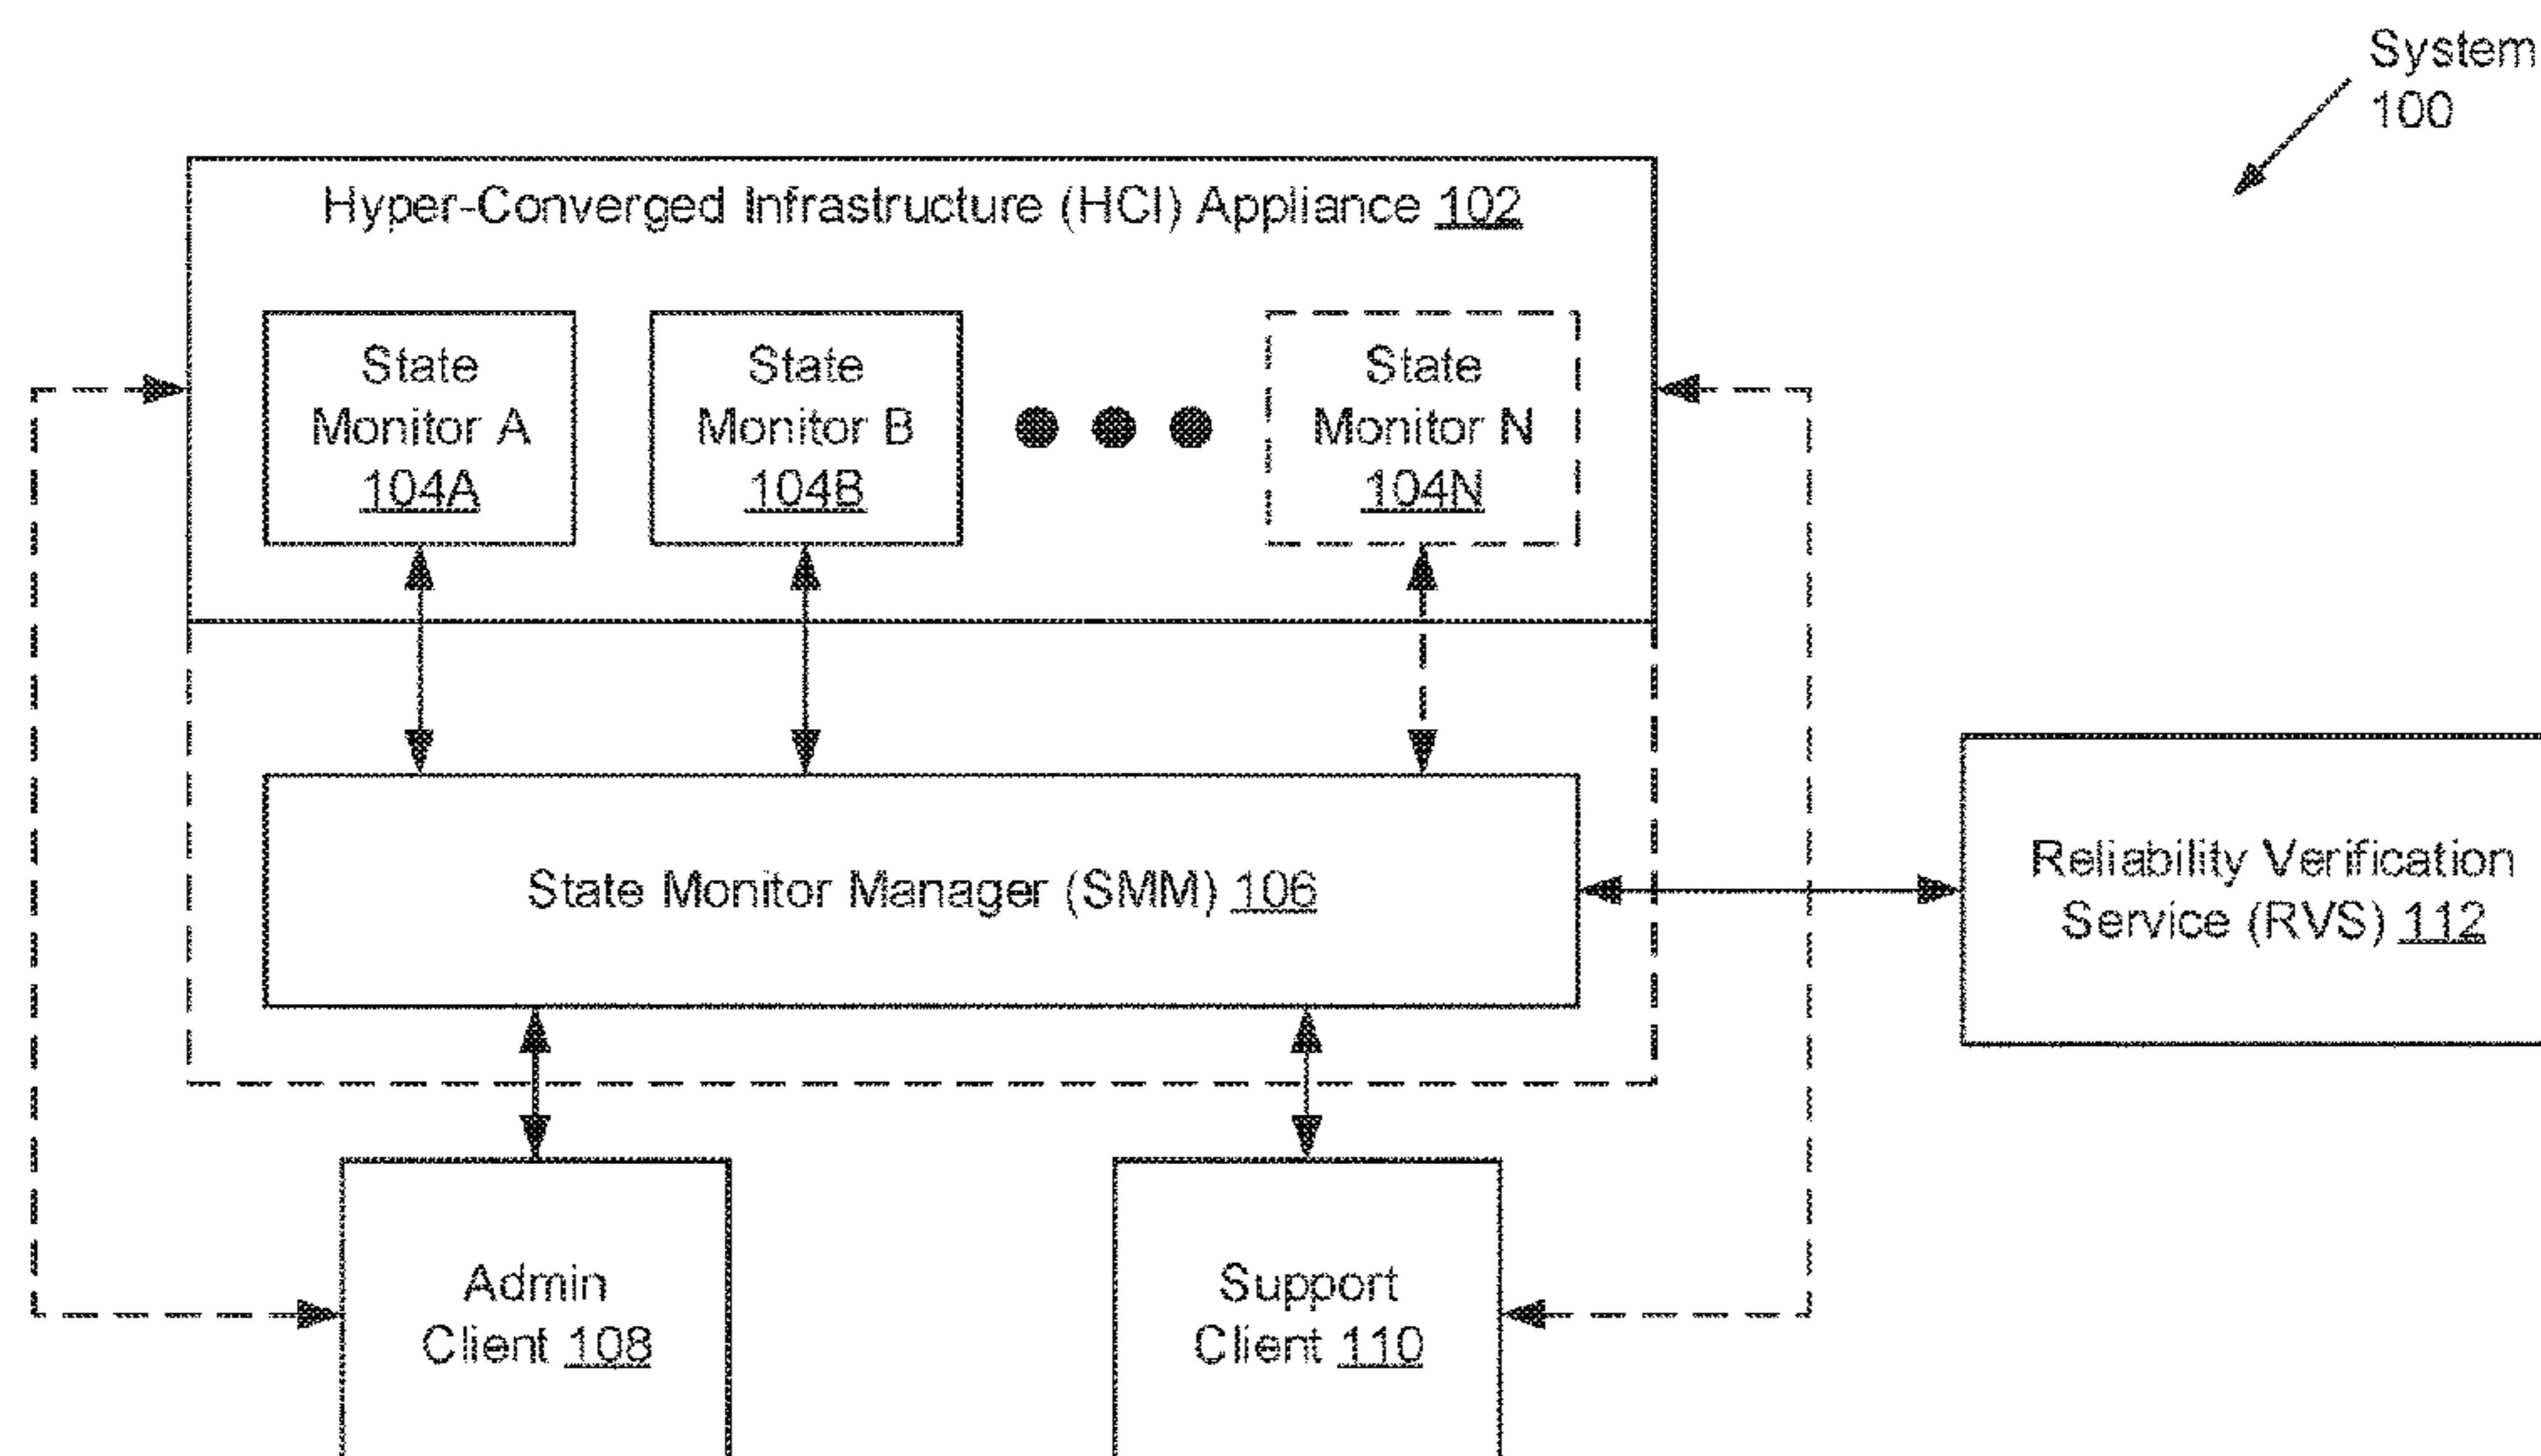 System
100
Hyper-Converged Infrastructure (HCI) Appliance 102
State
Monitor A
104A
State
Monitor B
104B
State
Monitor N
104N
State Monitor Manager (SMM) 106
Reliability Verification
Service (RVS) 112
Admin
Client 108
Support
Client 110